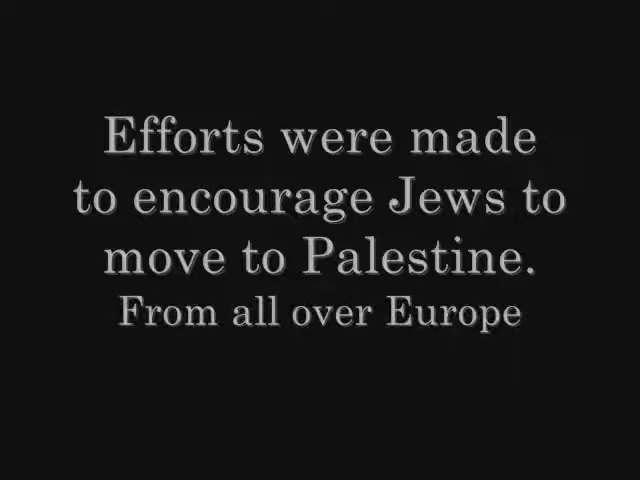 Efforts were made
to encourage Jews to
move to Palestine.
From all over Europe